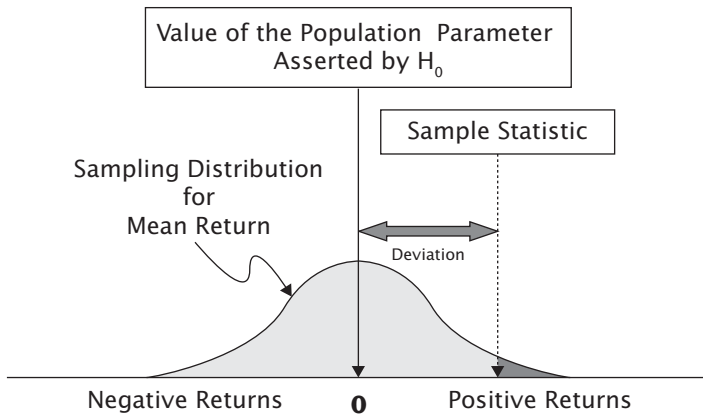 Value of the Population Parameter
Asserted by H₀
Sample Statistic
Sampling Distribution
for
Mean Return
Deviation
Negative Returns
0
Positive Returns